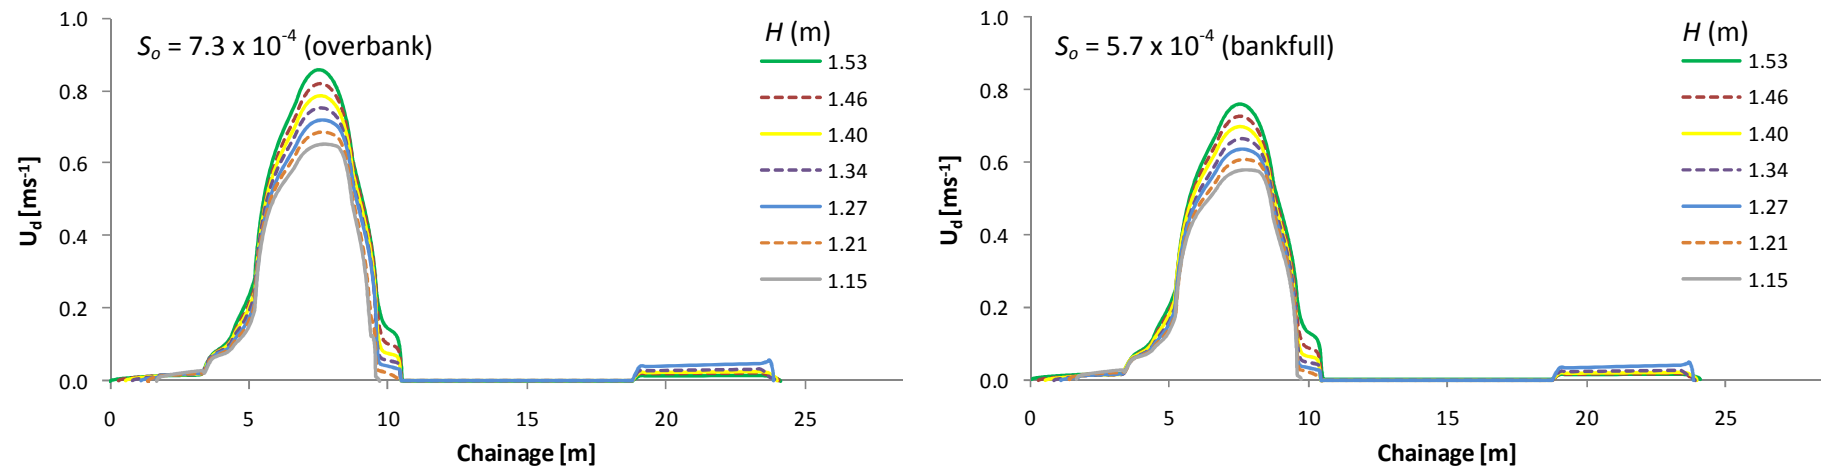 S_o = 7.3 x 10^-4 (overbank)
H (m)
1.53
1.46
1.40
1.34
1.27
1.21
1.15
1.0
0.8
0.6
0.4
0.2
0.0
U_d [ms^-1]
0 5 10 15 20 25
Chainage [m]
S_o = 5.7 x 10^-4 (bankfull)
H (m)
1.53
1.46
1.40
1.34
1.27
1.21
1.15
1.0
0.8
0.6
0.4
0.2
0.0
U_d [ms^-1]
0 5 10 15 20 25
Chainage [m]